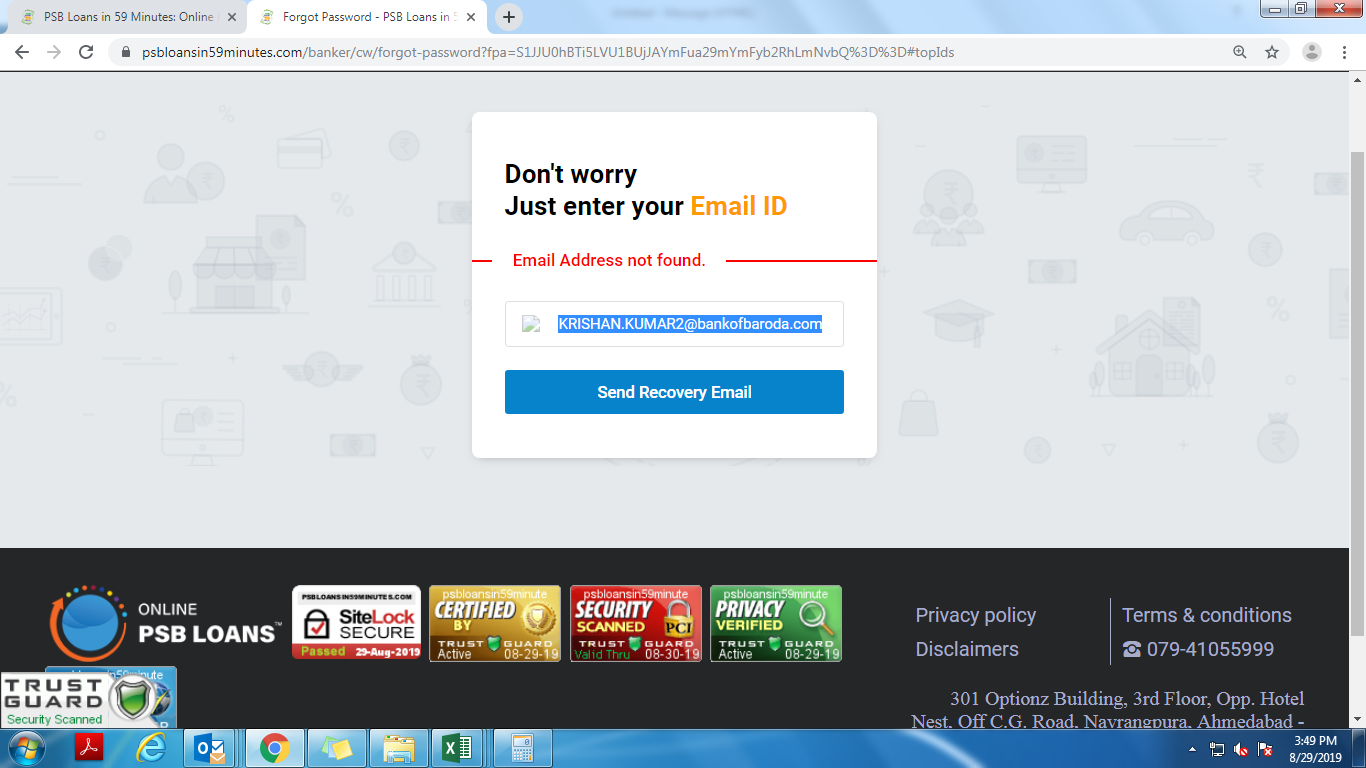 PSB Loans in 59 Minutes: Online
Forgot Password - PSB Loans in 5
psbloansin59minutes.com/banker/cw/forgot-password?fpa=S1JJU0hBTi5LVU1BUjJAYmFua29mYmFyb2RhLmNvbQ%3D%3D#topIds
Don't worry
Just enter your Email ID
Email Address not found.
KRISHAN.KUMAR2@bankofbaroda.com
Send Recovery Email
ONLINE
PSB LOANS™
PSBLOANSIN59MINUTES.COM
SiteLock
SECURE
Passed 29-Aug-2019
psbloansin59minute
CERTIFIED
BY
TRUST GUARD
Active 08-29-19
psbloansin59minute
SECURITY
SCANNED PCI
TRUST GUARD
Valid Thru 08-30-19
psbloansin59minute
PRIVACY
VERIFIED
TRUST GUARD
Active 08-29-19
Privacy policy
Terms & conditions
Disclaimers
079-41055999
TRUST
GUARD
Security Scanned
301 Optionz Building, 3rd Floor, Opp. Hotel
Nest, Off C.G. Road, Navrangpura, Ahmedabad -
3:49 PM
8/29/2019